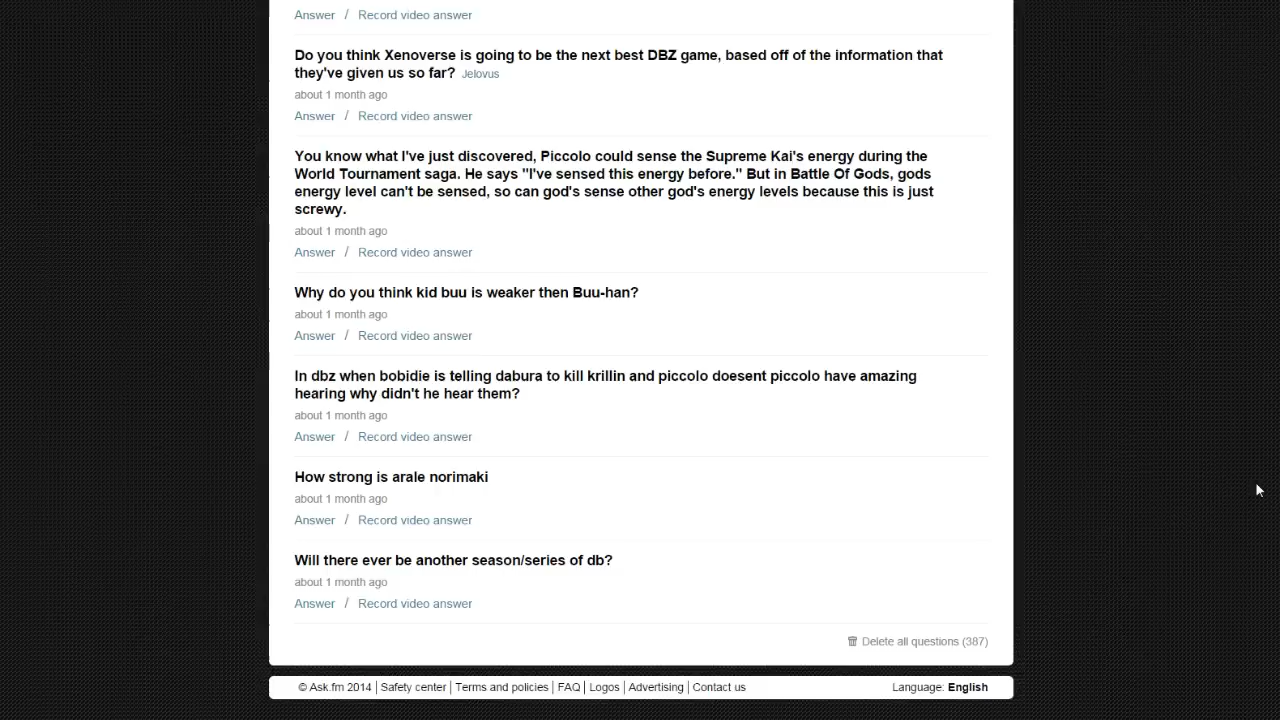 Answer / Record video answer
Do you think Xenoverse is going to be the next best DBZ game, based off of the information that
they've given us so far? Jelovus
about 1 month ago
Answer / Record video answer
You know what I've just discovered, Piccolo could sense the Supreme Kai's energy during the
World Tournament saga. He says "I've sensed this energy before." But in Battle Of Gods, gods
energy level can't be sensed, so can god's sense other god's energy levels because this is just
screwy.
about 1 month ago
Answer / Record video answer
Why do you think kid buu is weaker then Buu-han?
about 1 month ago
Answer / Record video answer
In dbz when bobidie is telling dabura to kill krillin and piccolo doesent piccolo have amazing
hearing why didn't he hear them?
about 1 month ago
Answer / Record video answer
How strong is arale norimaki
about 1 month ago
Answer / Record video answer
Will there ever be another season/series of db?
about 1 month ago
Answer / Record video answer
Delete all questions (387)
© Ask.fm 2014 | Safety center | Terms and policies | FAQ | Logos | Advertising | Contact us Language: English